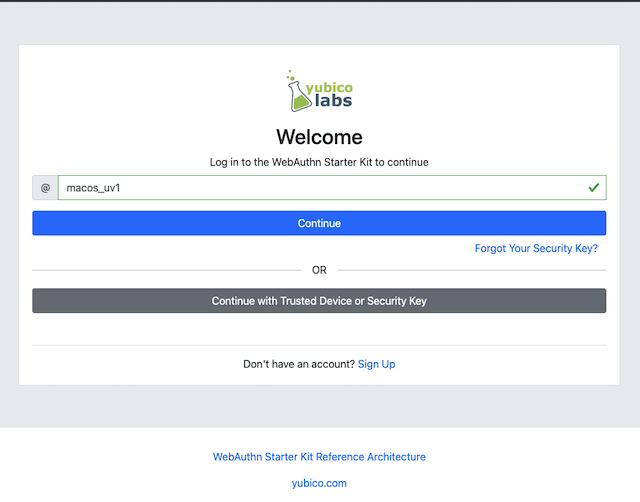 yubico
labs
Welcome
Log in to the WebAuthn Starter Kit to continue
@ macos_uv1
Continue
Forgot Your Security Key?
OR
Continue with Trusted Device or Security Key
Don't have an account? Sign Up
WebAuthn Starter Kit Reference Architecture
yubico.com